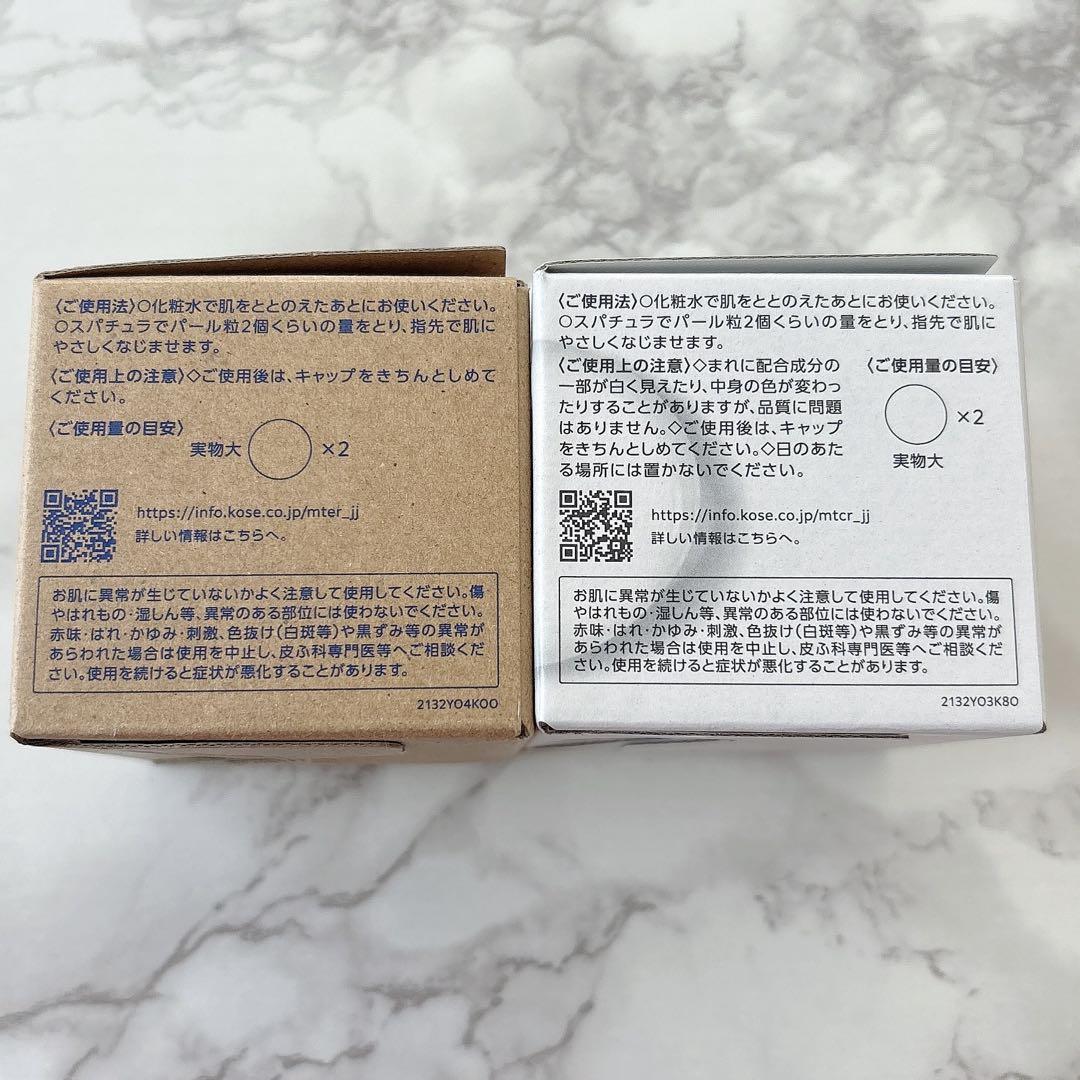 〈ご使用法〉○化粧水で肌をととのえたあとにお使いください。
○スパチュラでパール粒2個くらいの量をとり、指先で肌に
やさしくなじませます。
〈ご使用上の注意〉◇ご使用後は、キャップをきちんとしめて
ください。
〈ご使用量の目安〉
実物大 ×2
https://info.kose.co.jp/mter_jj
詳しい情報はこちらへ。
お肌に異常が生じていないかよく注意して使用してください。傷
やはれもの・湿しん等、異常のある部位には使わないでください。
赤味・はれ・かゆみ・刺激、色抜け(白斑等)や黒ずみ等の異常が
あらわれた場合は使用を中止し、皮ふ科専門医等へご相談くださ
い。使用を続けると症状が悪化することがあります。
2132Y04K00
〈ご使用法〉○化粧水で肌をととのえたあとにお使いください。
○スパチュラでパール粒2個くらいの量をとり、指先で肌に
やさしくなじませます。
〈ご使用上の注意〉◇まれに配合成分の
一部が白く見えたり、中身の色が変わっ
たりすることがありますが、品質に問題
はありません。◇ご使用後は、キャップ
をきちんとしめてください。◇日のあた
る場所には置かないでください。
〈ご使用量の目安〉
×2
実物大
https://info.kose.co.jp/mtcr_jj
詳しい情報はこちらへ。
お肌に異常が生じていないかよく注意して使用してください。傷
やはれもの・湿しん等、異常のある部位には使わないでください。
赤味・はれ・かゆみ・刺激、色抜け(白斑等)や黒ずみ等の異常が
あらわれた場合は使用を中止し、皮ふ科専門医等へご相談くださ
い。使用を続けると症状が悪化することがあります。
2132Y03K80